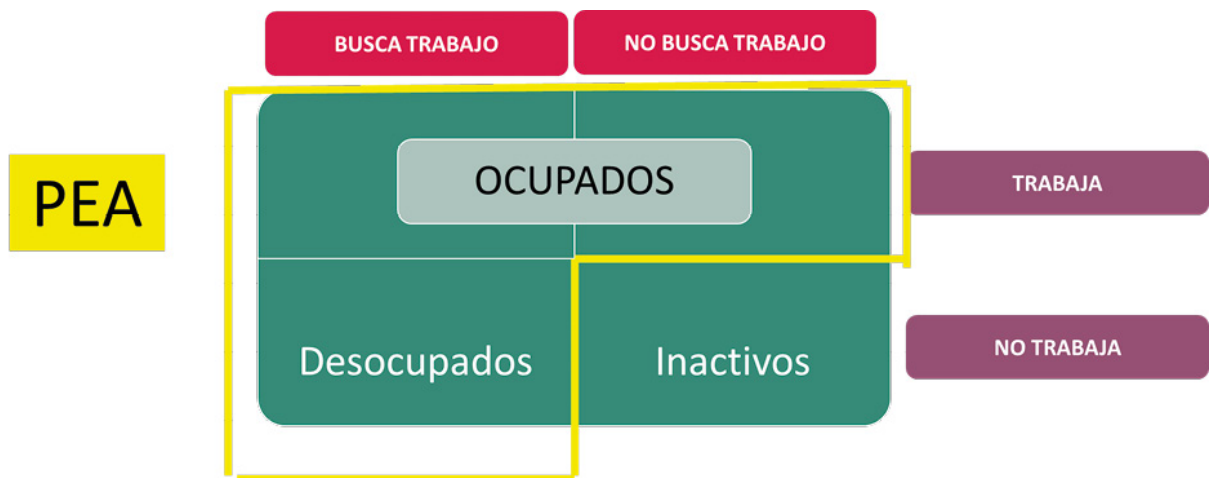 BUSCA TRABAJO
NO BUSCA TRABAJO
PEA
OCUPADOS
TRABAJA
Desocupados
Inactivos
NO TRABAJA